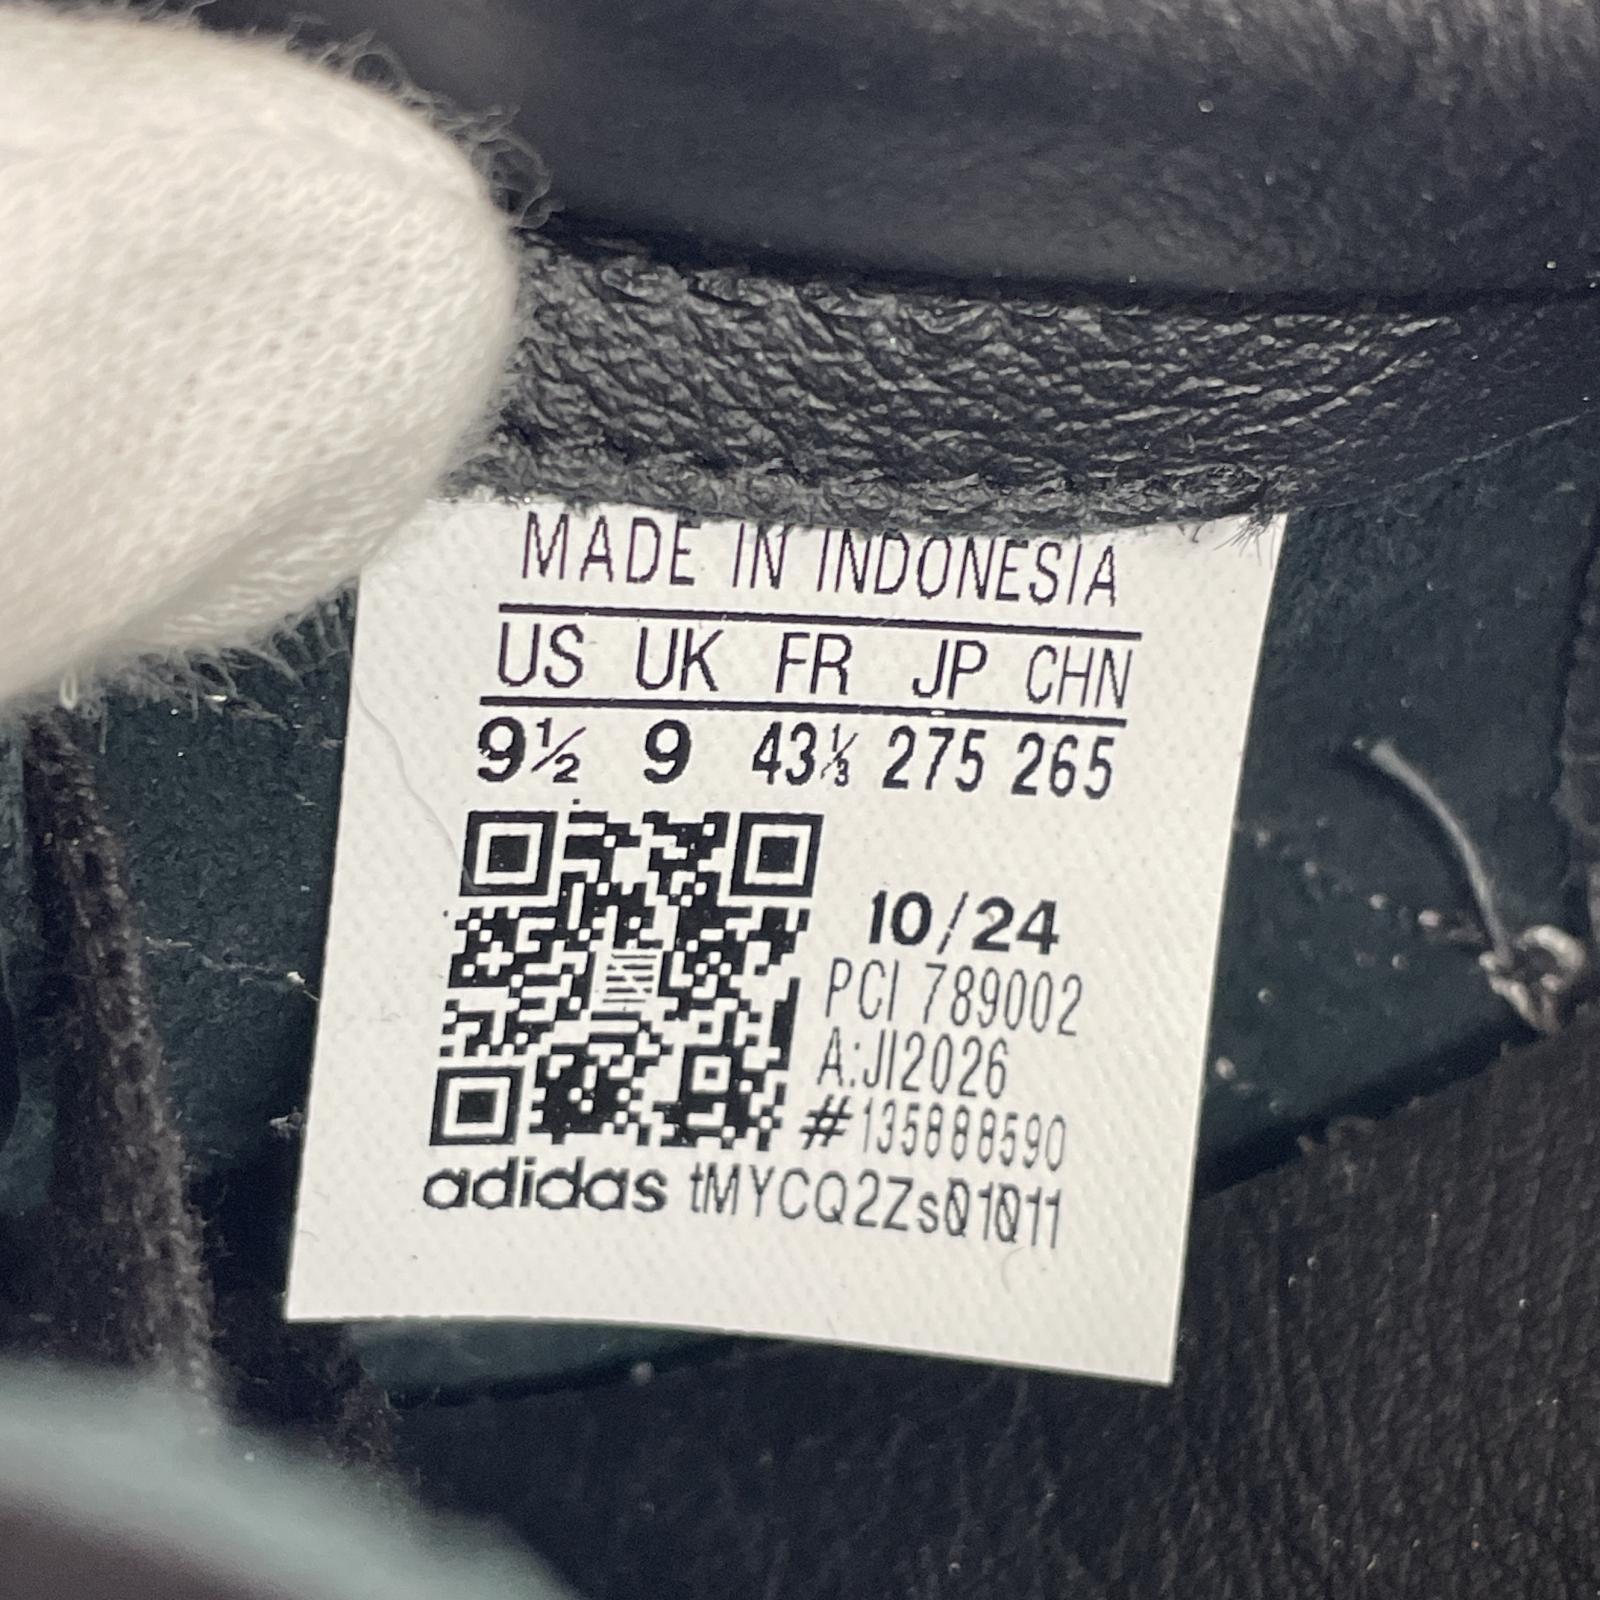 MADE IN INDONESIA
US UK FR JP CHN
9½ 9 43⅓ 275 265
10/24
PCI 789002
A:JI2026
#135888590
adidas tMYCQ2Zs01011